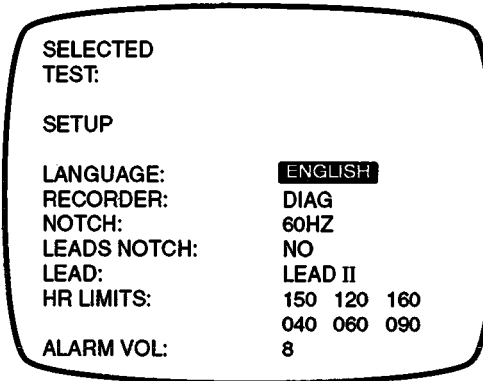 SELECTED
TEST:
SETUP
LANGUAGE: ENGLISH
RECORDER: DIAG
NOTCH: 60HZ
LEADS NOTCH: NO
LEAD: LEAD II
HR LIMITS: 150 120 160
040 060 090
ALARM VOL: 8